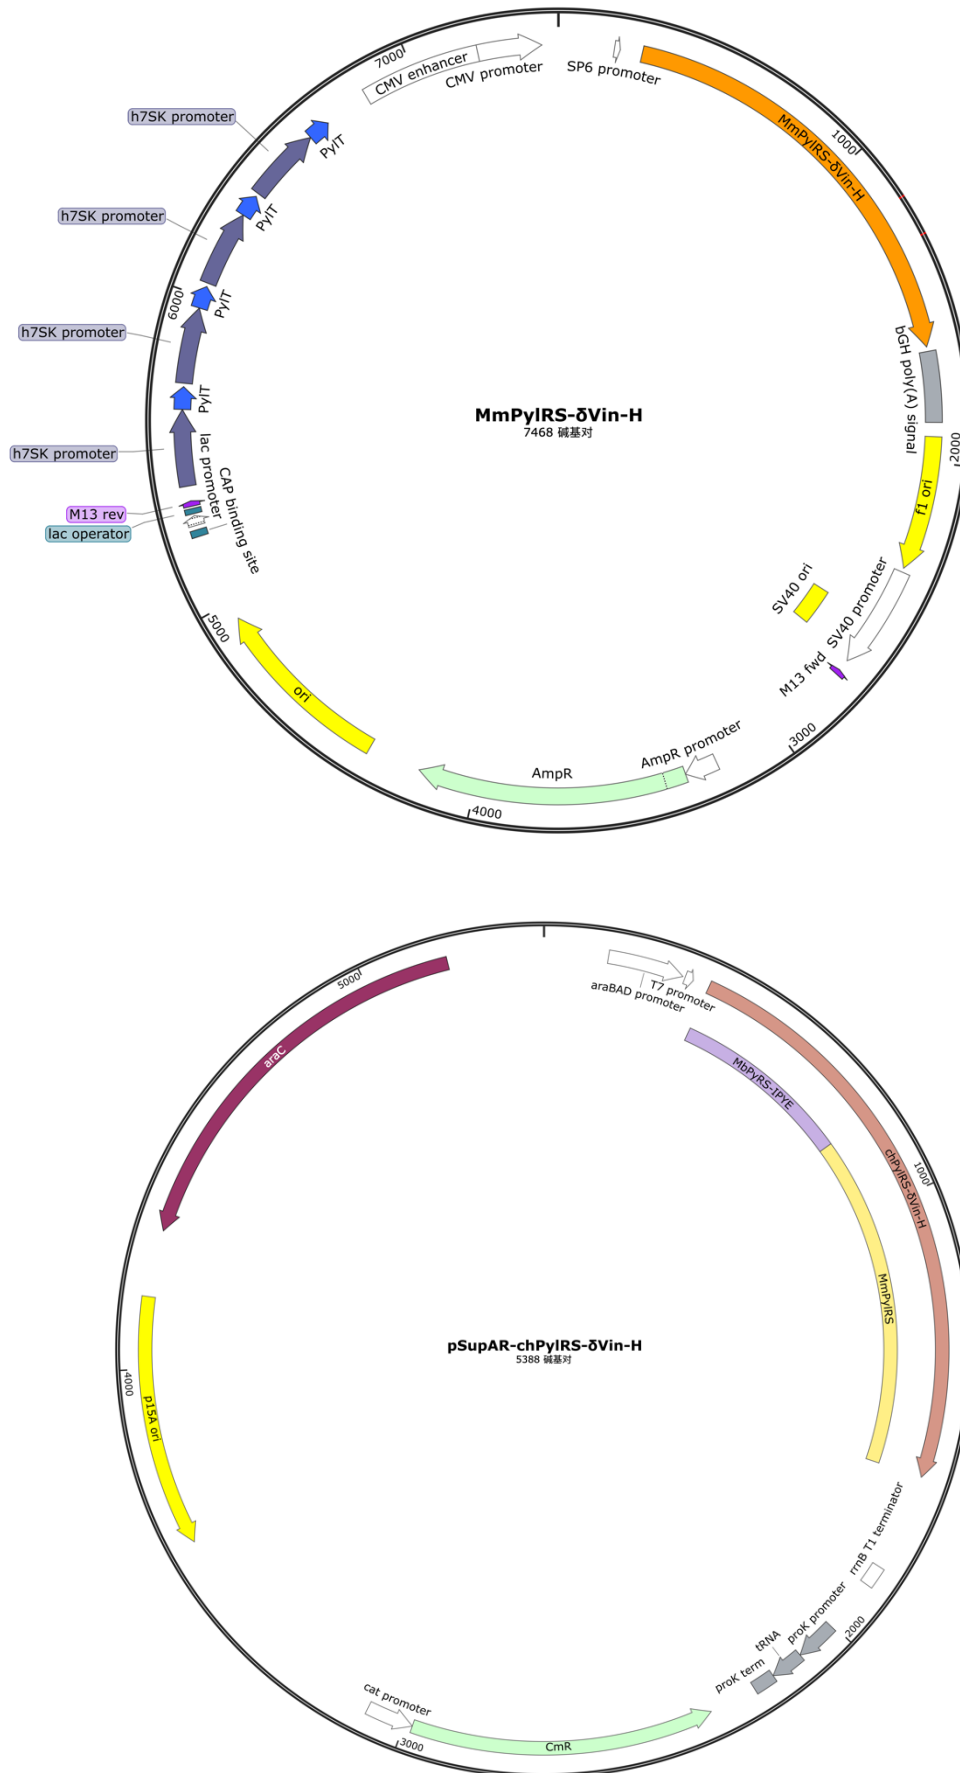 7000
CMV enhancer
CMV promoter
SP6 promoter
MmPylRS-δVin-H
1000
h7SK promoter
PylT
h7SK promoter
PylT
6000
PylT
h7SK promoter
PylT
h7SK promoter
bGH poly(A) signal
MmPylRS-δVin-H
7468 碱基对
2000
lac promoter
CAP binding site
M13 rev
lac operator
f1 ori
SV40 ori
SV40 promoter
M13 fwd
5000
ori
3000
AmpR promoter
AmpR
4000
5000
araBAD promoter
T7 promoter
araC
MbPyRS-IPYE
chPylRS-δVin-H
1000
MmPylRS
pSupAR-chPylRS-δVin-H
5388 碱基对
4000
p15A ori
rrnB T1 terminator
proK promoter
2000
tRNA
proK term
cat promoter
CmR
3000